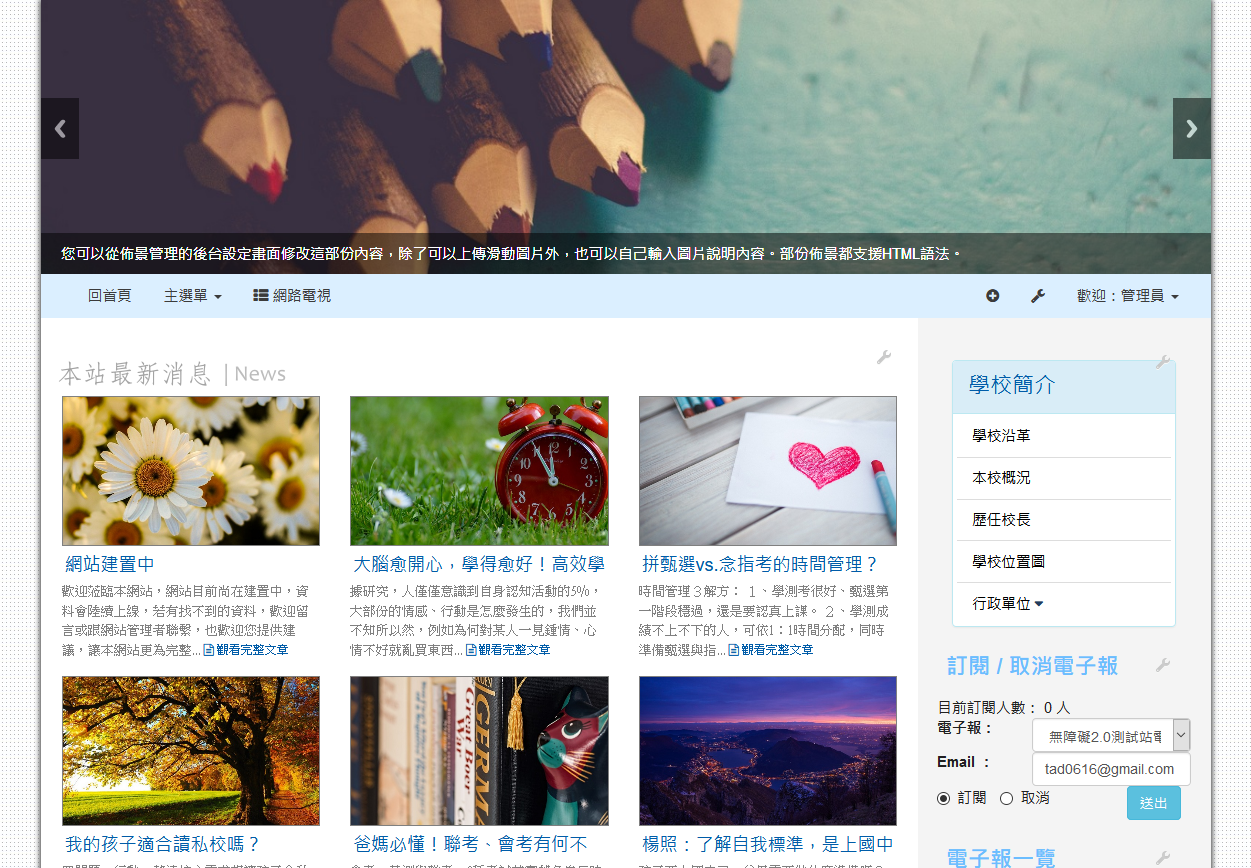 您可以從佈景管理的後台設定畫面修改這部份內容，除了可以上傳滑動圖片外，也可以自己輸入圖片說明內容。部份佈景都支援HTML語法。
回首頁 主選單 網路電視 歡迎：管理員
本站最新消息 | News
網站建置中
歡迎蒞臨本網站，網站目前尚在建置中，資
料會陸續上線，若有找不到的資料，歡迎留
言或跟網站管理者聯繫，也歡迎您提供建
議，讓本網站更為完整... 觀看完整文章
大腦愈開心，學得愈好！高效學
據研究，人僅僅意識到自身認知活動的5%，
大部份的情感、行動是怎麼發生的，我們並
不知所以然，例如為何對某人一見鍾情、心
情不好就亂買東西... 觀看完整文章
拼甄選vs.念指考的時間管理？
時間管理３解方： １、學測考很好、甄選第
一階段穩過，還是要認真上課。 ２、學測成
績不上不下的人，可依1：1時間分配，同時
準備甄選與指... 觀看完整文章
我的孩子適合讀私校嗎？
爸媽必懂！聯考、會考有何不
楊照：了解自我標準，是上國中
學校簡介
學校沿革
本校概況
歷任校長
學校位置圖
行政單位
訂閱 / 取消電子報
目前訂閱人數： 0 人
電子報： 無障礙2.0測試站
Email ： tad0616@gmail.com
訂閱 取消 送出
電子報一覽